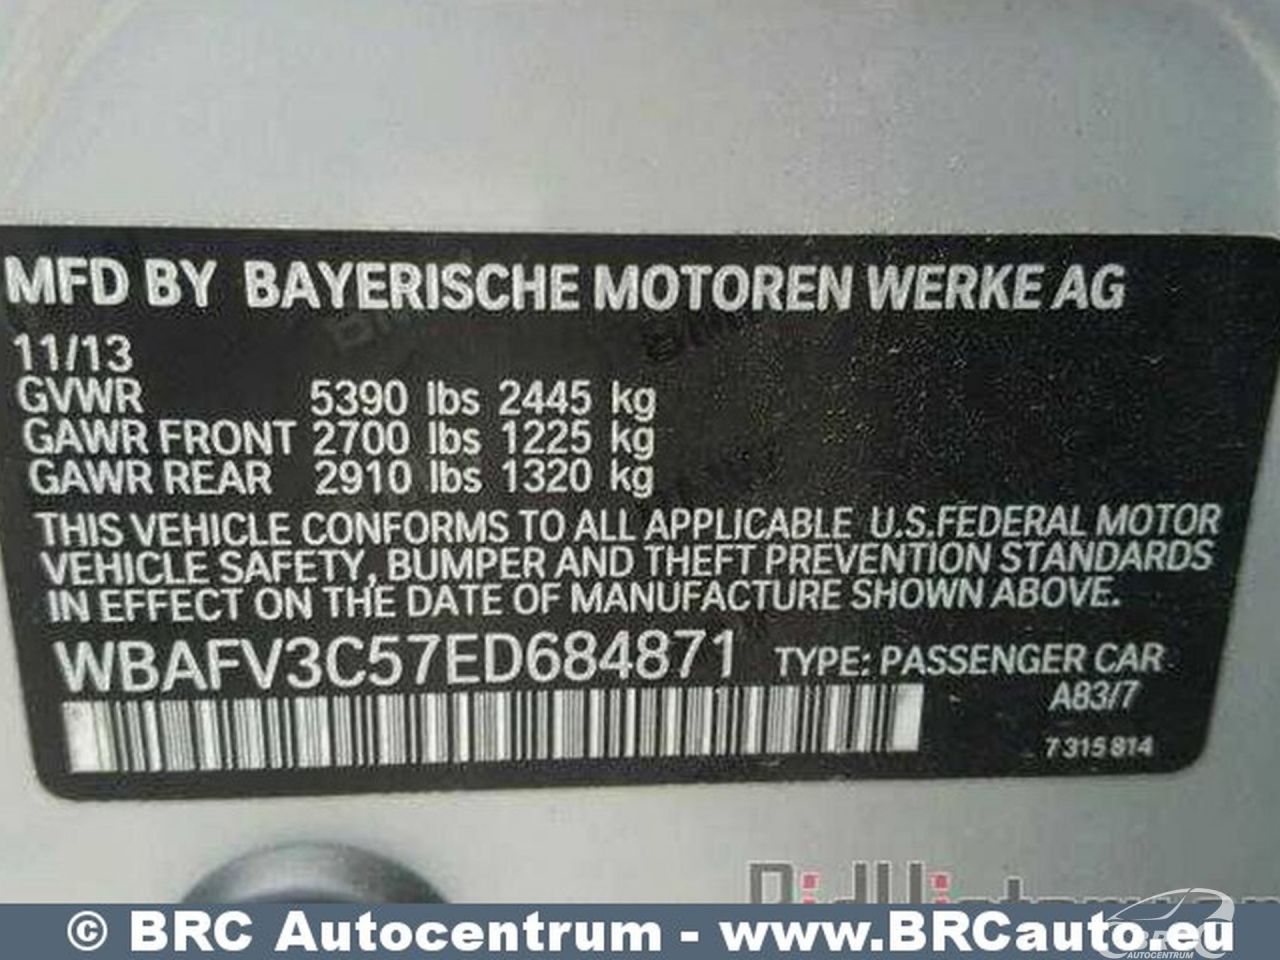 MFD BY BAYERISCHE MOTOREN WERKE AG
11/13
GVWR 5390 lbs 2445 kg
GAWR FRONT 2700 lbs 1225 kg
GAWR REAR 2910 lbs 1320 kg
THIS VEHICLE CONFORMS TO ALL APPLICABLE U.S.FEDERAL MOTOR
VEHICLE SAFETY, BUMPER AND THEFT PREVENTION STANDARDS
IN EFFECT ON THE DATE OF MANUFACTURE SHOWN ABOVE.
WBAFV3C57ED684871 TYPE: PASSENGER CAR
A83/7
7 315 814
© BRC Autocentrum - www.BRCauto.eu
BRC
AUTOCENTRUM